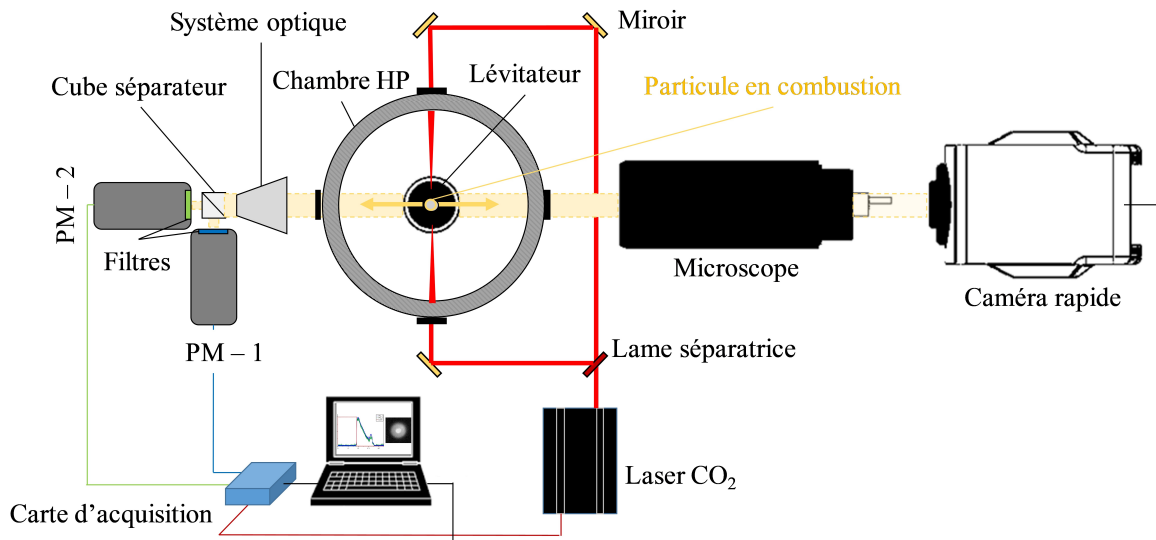 Miroir
Système optique
Chambre HP
Lévitateur
Cube séparateur
Particule en combustion
PM – 2
Filtres
Microscope
Caméra rapide
PM – 1
Lame séparatrice
Laser CO₂
Carte d’acquisition